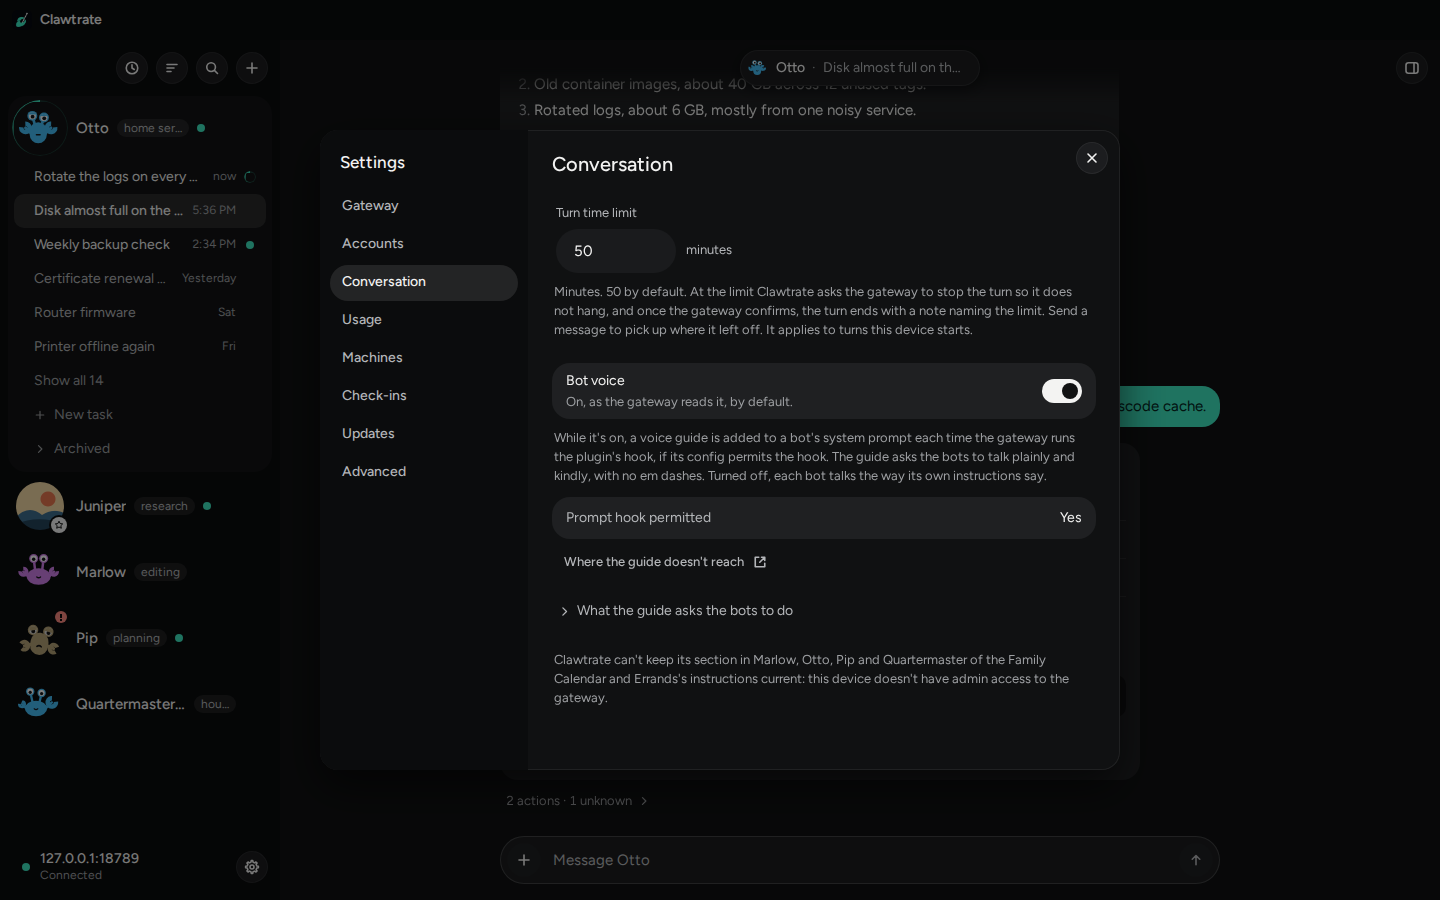 Clawtrate
Otto · Disk almost full on th...
Otto home ser...
Rotate the logs on every ... now
Disk almost full on the ... 5:36 PM
Weekly backup check 2:34 PM
Certificate renewal ... Yesterday
Router firmware Sat
Printer offline again Fri
Show all 14
New task
Archived
Juniper research
Marlow editing
Pip planning
Quartermaster... hou...
127.0.0.1:18789
Connected
2. Old container images, about 40 GB across 12 unused tags.
3. Rotated logs, about 6 GB, mostly from one noisy service.
Settings
Gateway
Accounts
Conversation
Usage
Machines
Check-ins
Updates
Advanced
Conversation
Turn time limit
50 minutes
Minutes. 50 by default. At the limit Clawtrate asks the gateway to stop the turn so it does
not hang, and once the gateway confirms, the turn ends with a note naming the limit. Send a
message to pick up where it left off. It applies to turns this device starts.
Bot voice
On, as the gateway reads it, by default.
While it's on, a voice guide is added to a bot's system prompt each time the gateway runs
the plugin's hook, if its config permits the hook. The guide asks the bots to talk plainly and
kindly, with no em dashes. Turned off, each bot talks the way its own instructions say.
Prompt hook permitted Yes
Where the guide doesn't reach
What the guide asks the bots to do
Clawtrate can't keep its section in Marlow, Otto, Pip and Quartermaster of the Family
Calendar and Errands's instructions current: this device doesn't have admin access to the
gateway.
scode cache.
2 actions · 1 unknown
Message Otto